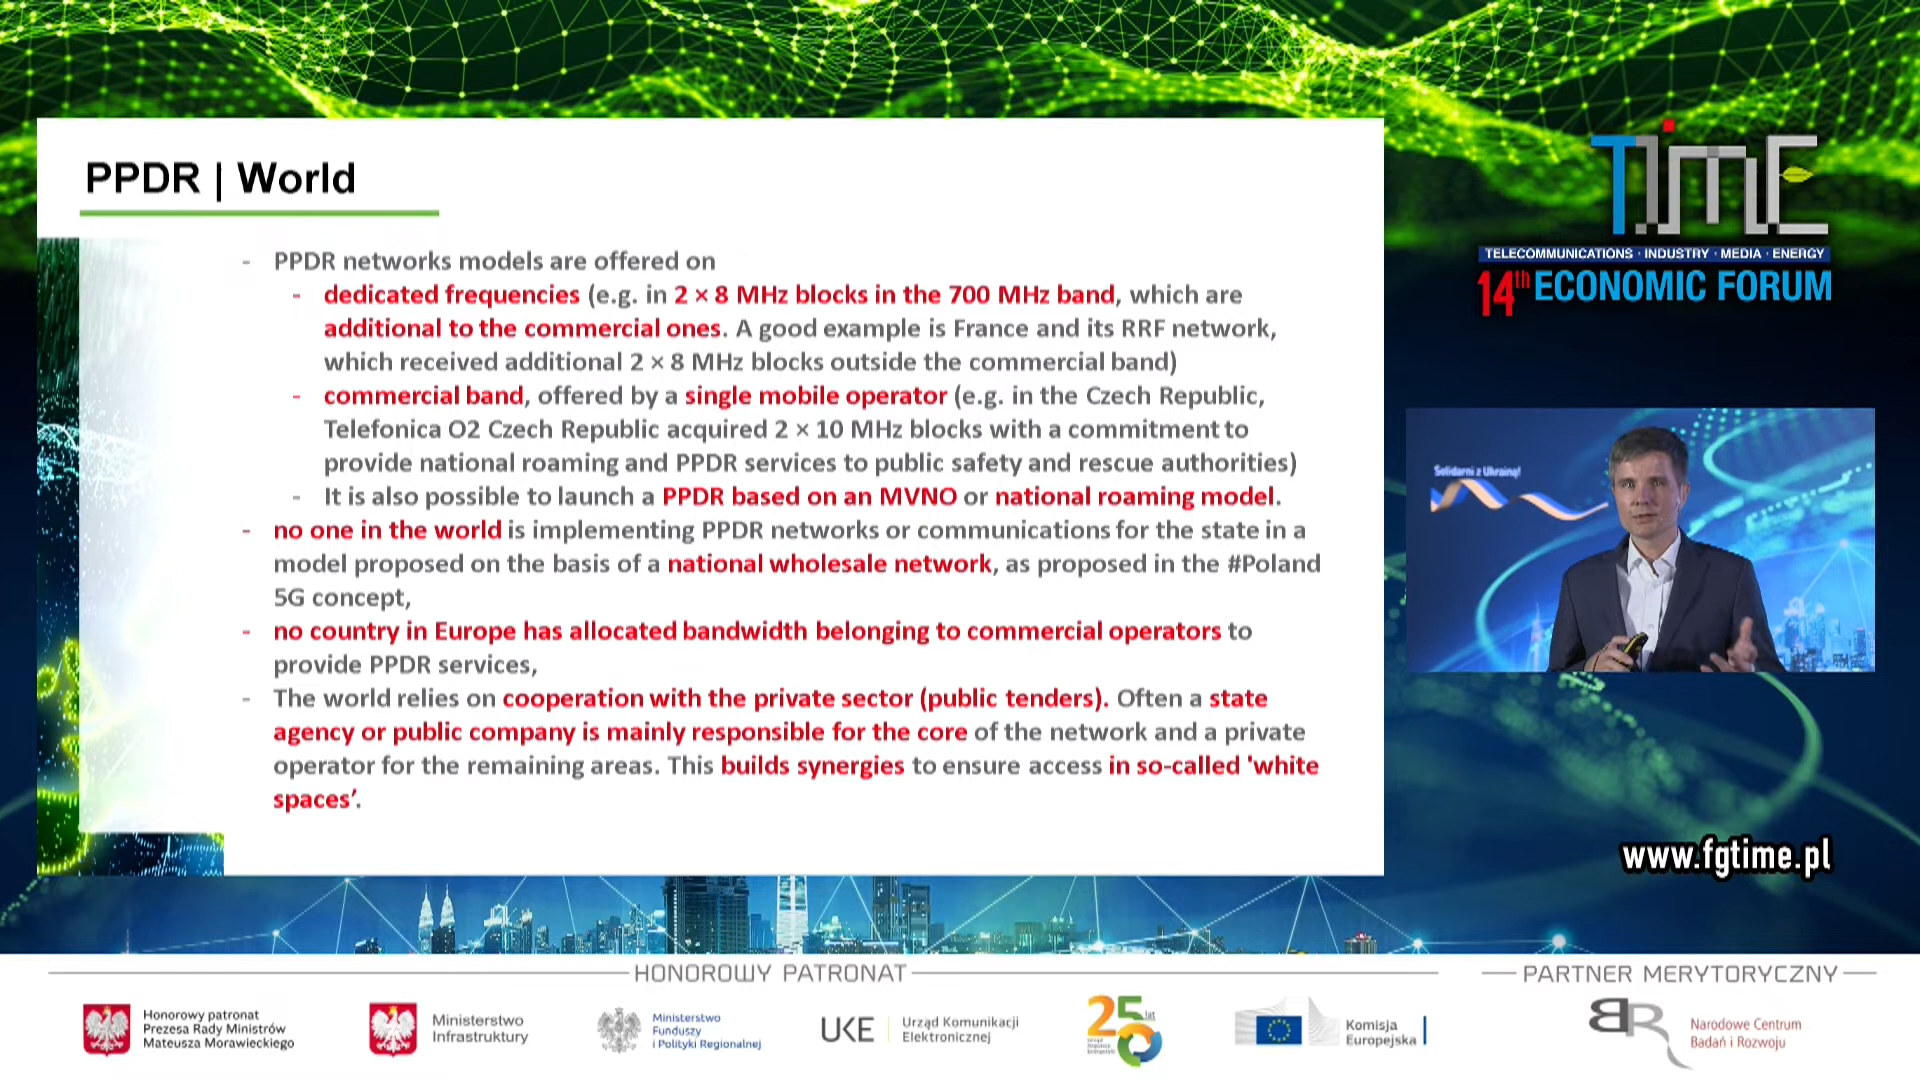 PPDR | World
- PPDR networks models are offered on
- dedicated frequencies (e.g. in 2 × 8 MHz blocks in the 700 MHz band, which are
additional to the commercial ones. A good example is France and its RRF network,
which received additional 2 × 8 MHz blocks outside the commercial band)
- commercial band, offered by a single mobile operator (e.g. in the Czech Republic,
Telefonica O2 Czech Republic acquired 2 × 10 MHz blocks with a commitment to
provide national roaming and PPDR services to public safety and rescue authorities)
- It is also possible to launch a PPDR based on an MVNO or national roaming model.
- no one in the world is implementing PPDR networks or communications for the state in a
model proposed on the basis of a national wholesale network, as proposed in the #Poland
5G concept,
- no country in Europe has allocated bandwidth belonging to commercial operators to
provide PPDR services,
- The world relies on cooperation with the private sector (public tenders). Often a state
agency or public company is mainly responsible for the core of the network and a private
operator for the remaining areas. This builds synergies to ensure access in so-called 'white
spaces’.
TIME
TELECOMMUNICATIONS · INDUSTRY · MEDIA · ENERGY
14th ECONOMIC FORUM
Solidarni z Ukrainą!
www.fgtime.pl
HONOROWY PATRONAT
PARTNER MERYTORYCZNY
Honorowy patronat
Prezesa Rady Ministrów
Mateusza Morawieckiego
Ministerstwo
Infrastruktury
Ministerstwo
Funduszy
i Polityki Regionalnej
UKE
Urząd Komunikacji
Elektronicznej
25 lat
Komisja
Europejska
BR
Narodowe Centrum
Badań i Rozwoju